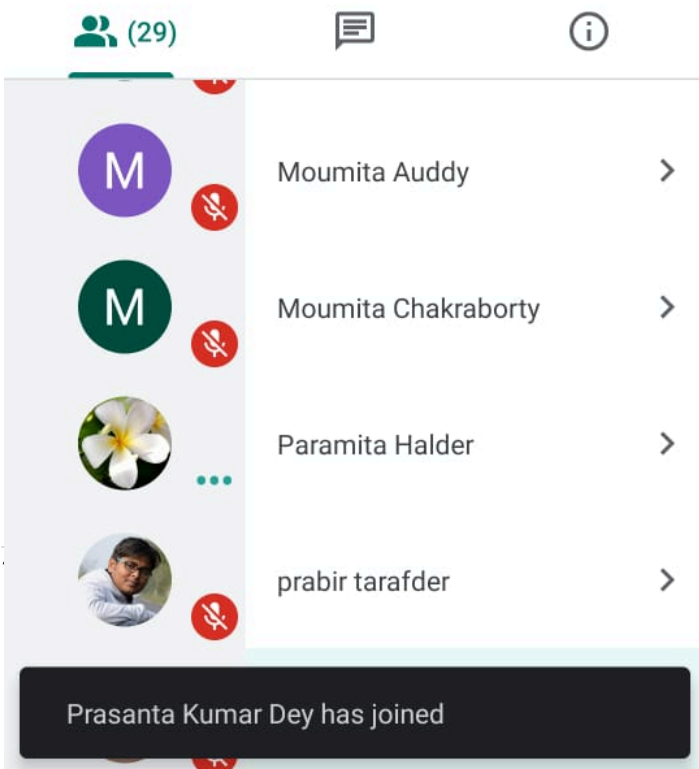 (29)
M
Moumita Auddy
M
Moumita Chakraborty
Paramita Halder
prabir tarafder
Prasanta Kumar Dey has joined